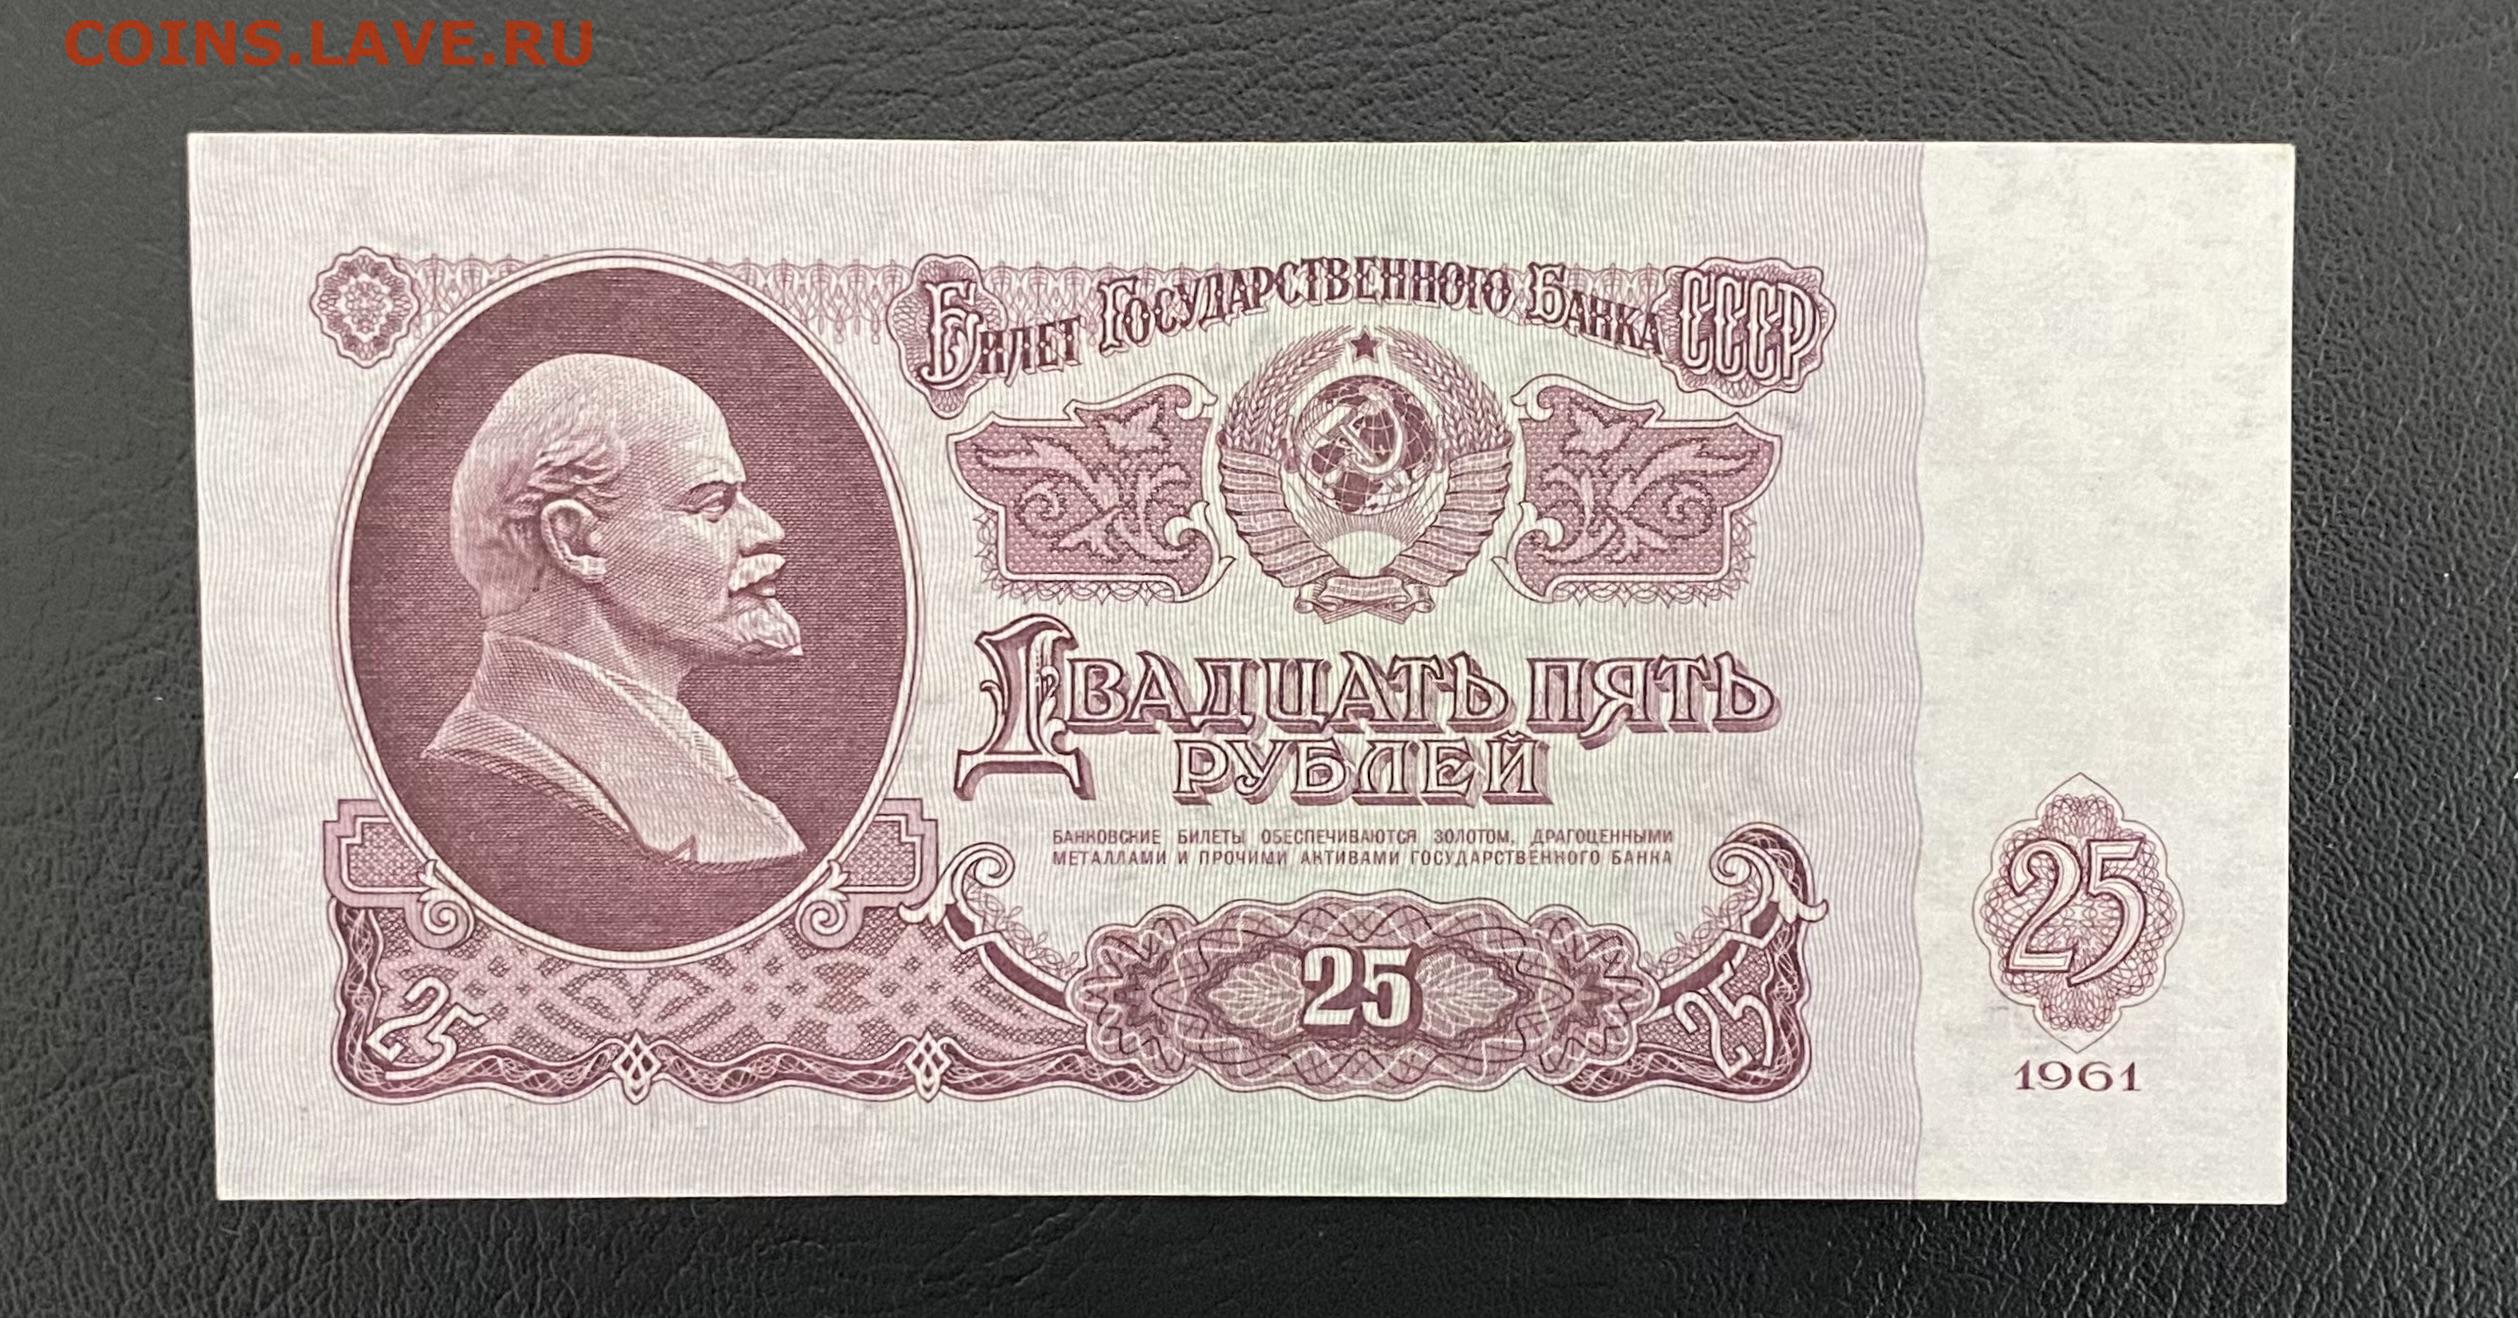 COINS.LAVE.RU
Билет Государственного Банка СССР
Двадцать пять
рублей
БАНКОВСКИЕ БИЛЕТЫ ОБЕСПЕЧИВАЮТСЯ ЗОЛОТОМ, ДРАГОЦЕННЫМИ
МЕТАЛЛАМИ И ПРОЧИМИ АКТИВАМИ ГОСУДАРСТВЕННОГО БАНКА
25
25
25
25
1961